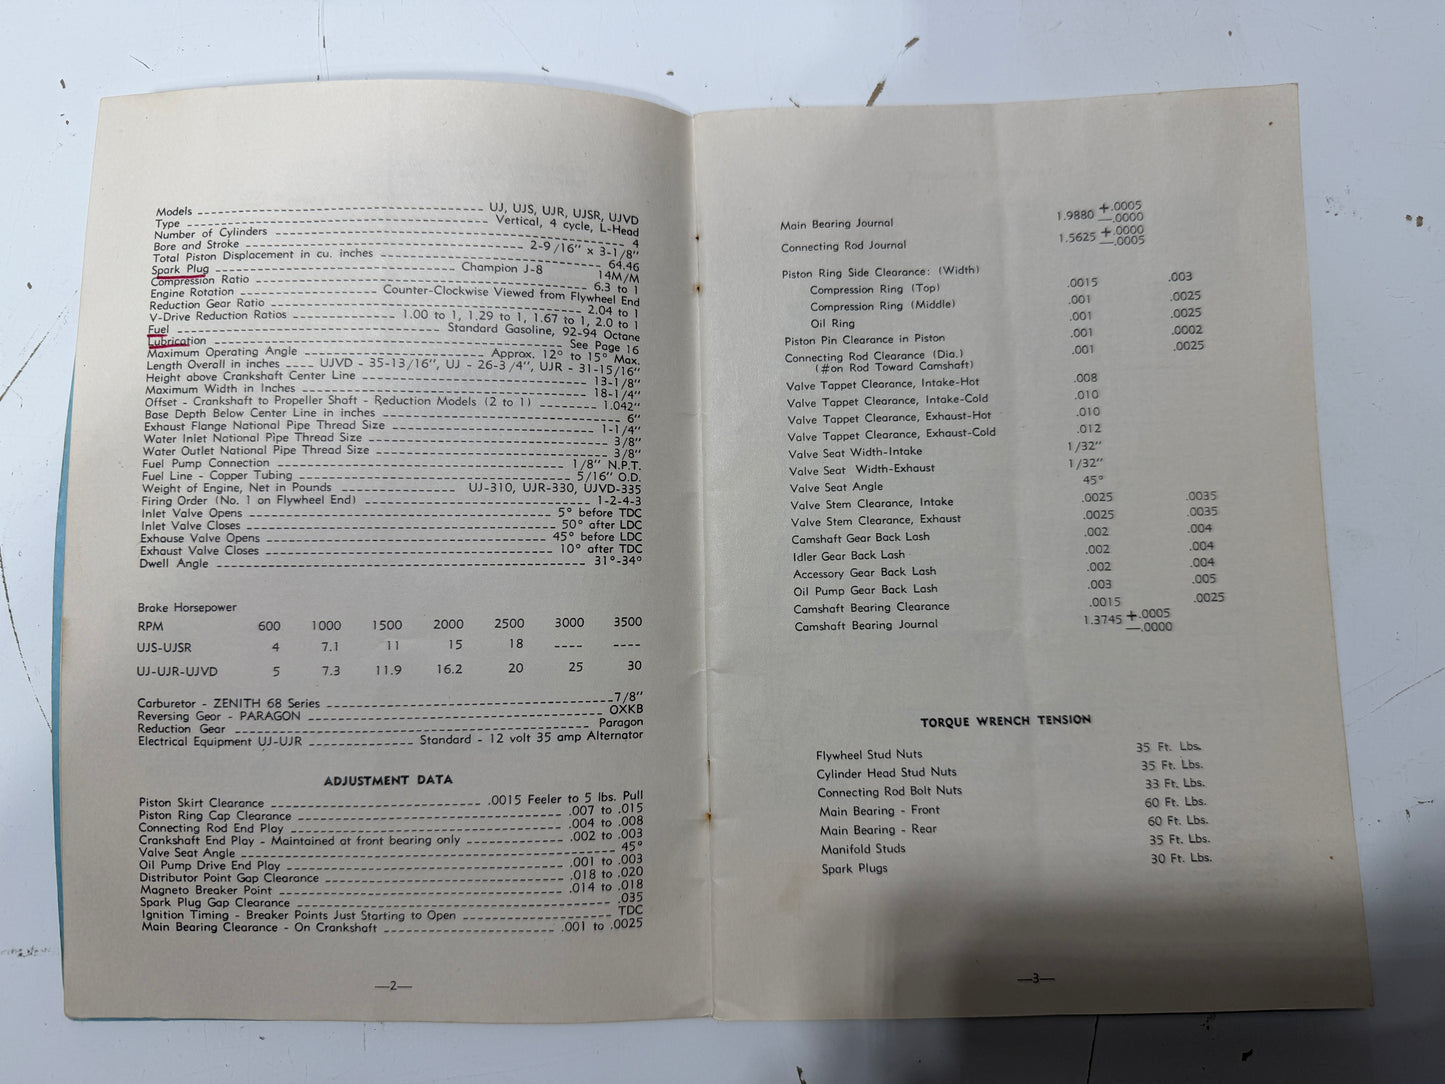 Models ---------- UJ, UJS, UJR, UJSR, UJVD
Type ---------- Vertical, 4 cycle, L-Head
Number of Cylinders ---------- 4
Bore and Stroke ---------- 2-9/16" x 3-1/8"
Total Piston Displacement in cu. inches ---------- 64.46
Spark Plug ---------- Champion J-8 14M/M
Compression Ratio ---------- 6.3 to 1
Engine Rotation ---------- Counter-Clockwise Viewed from Flywheel End
Reduction Gear Ratio ---------- 2.04 to 1
V-Drive Reduction Ratios ---------- 1.00 to 1, 1.29 to 1, 1.67 to 1, 2.0 to 1
Fuel ---------- Standard Gasoline, 92-94 Octane
Lubrication ---------- See Page 16
Maximum Operating Angle ---------- Approx. 12° to 15° Max.
Length Overall in inches ---- UJVD - 35-13/16", UJ - 26-3/4", UJR - 31-15/16"
Height above Crankshaft Center Line ---------- 13-1/8"
Maximum Width in Inches ---------- 18-1/4"
Offset - Crankshaft to Propeller Shaft - Reduction Models (2 to 1) ---------- 1.042"
Base Depth Below Center Line in inches ---------- 6"
Exhaust Flange National Pipe Thread Size ---------- 1-1/4"
Water Inlet National Pipe Thread Size ---------- 3/8"
Water Outlet National Pipe Thread Size ---------- 3/8"
Fuel Pump Connection ---------- 1/8" N.P.T.
Fuel Line - Copper Tubing ---------- 5/16" O.D.
Weight of Engine, Net in Pounds ---------- UJ-310, UJR-330, UJVD-335
Firing Order (No. 1 on Flywheel End) ---------- 1-2-4-3
Inlet Valve Opens ---------- 5° before TDC
Inlet Valve Closes ---------- 50° after LDC
Exhause Valve Opens ---------- 45° before LDC
Exhaust Valve Closes ---------- 10° after TDC
Dwell Angle ---------- 31°-34°
Brake Horsepower
RPM 600 1000 1500 2000 2500 3000 3500
UJS-UJSR 4 7.1 11 15 18 ---- ----
UJ-UJR-UJVD 5 7.3 11.9 16.2 20 25 30
Carburetor - ZENITH 68 Series ---------- 7/8"
Reversing Gear - PARAGON ---------- OXKB
Reduction Gear ---------- Paragon
Electrical Equipment UJ-UJR ---------- Standard - 12 volt 35 amp Alternator
ADJUSTMENT DATA
Piston Skirt Clearance ---------- .0015 Feeler to 5 lbs. Pull
Piston Ring Cap Clearance ---------- .007 to .015
Connecting Rod End Play ---------- .004 to .008
Crankshaft End Play - Maintained at front bearing only ---------- .002 to .003
Valve Seat Angle ---------- 45°
Oil Pump Drive End Play ---------- .001 to .003
Distributor Point Gap Clearance ---------- .018 to .020
Magneto Breaker Point ---------- .014 to .018
Spark Plug Gap Clearance ---------- .035
Ignition Timing - Breaker Points Just Starting to Open ---------- TDC
Main Bearing Clearance - On Crankshaft ---------- .001 to .0025
—2—
Main Bearing Journal 1.9880 +.0005 —.0000
Connecting Rod Journal 1.5625 +.0000 —.0005
Piston Ring Side Clearance: (Width)
Compression Ring (Top) .0015 .003
Compression Ring (Middle) .001 .0025
Oil Ring .001 .0025
Piston Pin Clearance in Piston .001 .0002
Connecting Rod Clearance (Dia.) .001 .0025
(#on Rod Toward Camshaft)
Valve Tappet Clearance, Intake-Hot .008
Valve Tappet Clearance, Intake-Cold .010
Valve Tappet Clearance, Exhaust-Hot .010
Valve Tappet Clearance, Exhaust-Cold .012
Valve Seat Width-Intake 1/32"
Valve Seat Width-Exhaust 1/32"
Valve Seat Angle 45°
Valve Stem Clearance, Intake .0025 .0035
Valve Stem Clearance, Exhaust .0025 .0035
Camshaft Gear Back Lash .002 .004
Idler Gear Back Lash .002 .004
Accessory Gear Back Lash .002 .004
Oil Pump Gear Back Lash .003 .005
Camshaft Bearing Clearance .0015 .0025
Camshaft Bearing Journal 1.3745 +.0005 —.0000
TORQUE WRENCH TENSION
Flywheel Stud Nuts 35 Ft. Lbs.
Cylinder Head Stud Nuts 35 Ft. Lbs.
Connecting Rod Bolt Nuts 33 Ft. Lbs.
Main Bearing - Front 60 Ft. Lbs.
Main Bearing - Rear 60 Ft. Lbs.
Manifold Studs 35 Ft. Lbs.
Spark Plugs 30 Ft. Lbs.
—3—